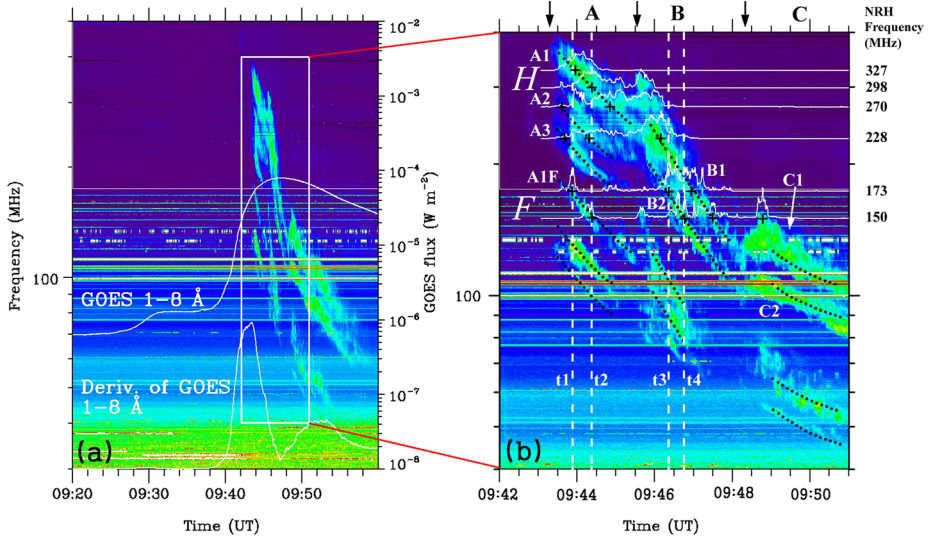 10⁻²
10⁻³
10⁻⁴
10⁻⁵
10⁻⁶
10⁻⁷
10⁻⁸
GOES flux (W m⁻²)
Frequency (MHz)
100
GOES 1−8 Å
Deriv. of GOES
1−8 Å
(a)
09:20 09:30 09:40 09:50
Time (UT)
A B C
NRH
Frequency
(MHz)
A1
H
327
298
A2
270
A3
228
A1F
B1
173
B2
C1
F
150
100
C2
t1 t2 t3 t4
(b)
09:42 09:44 09:46 09:48 09:50
Time (UT)